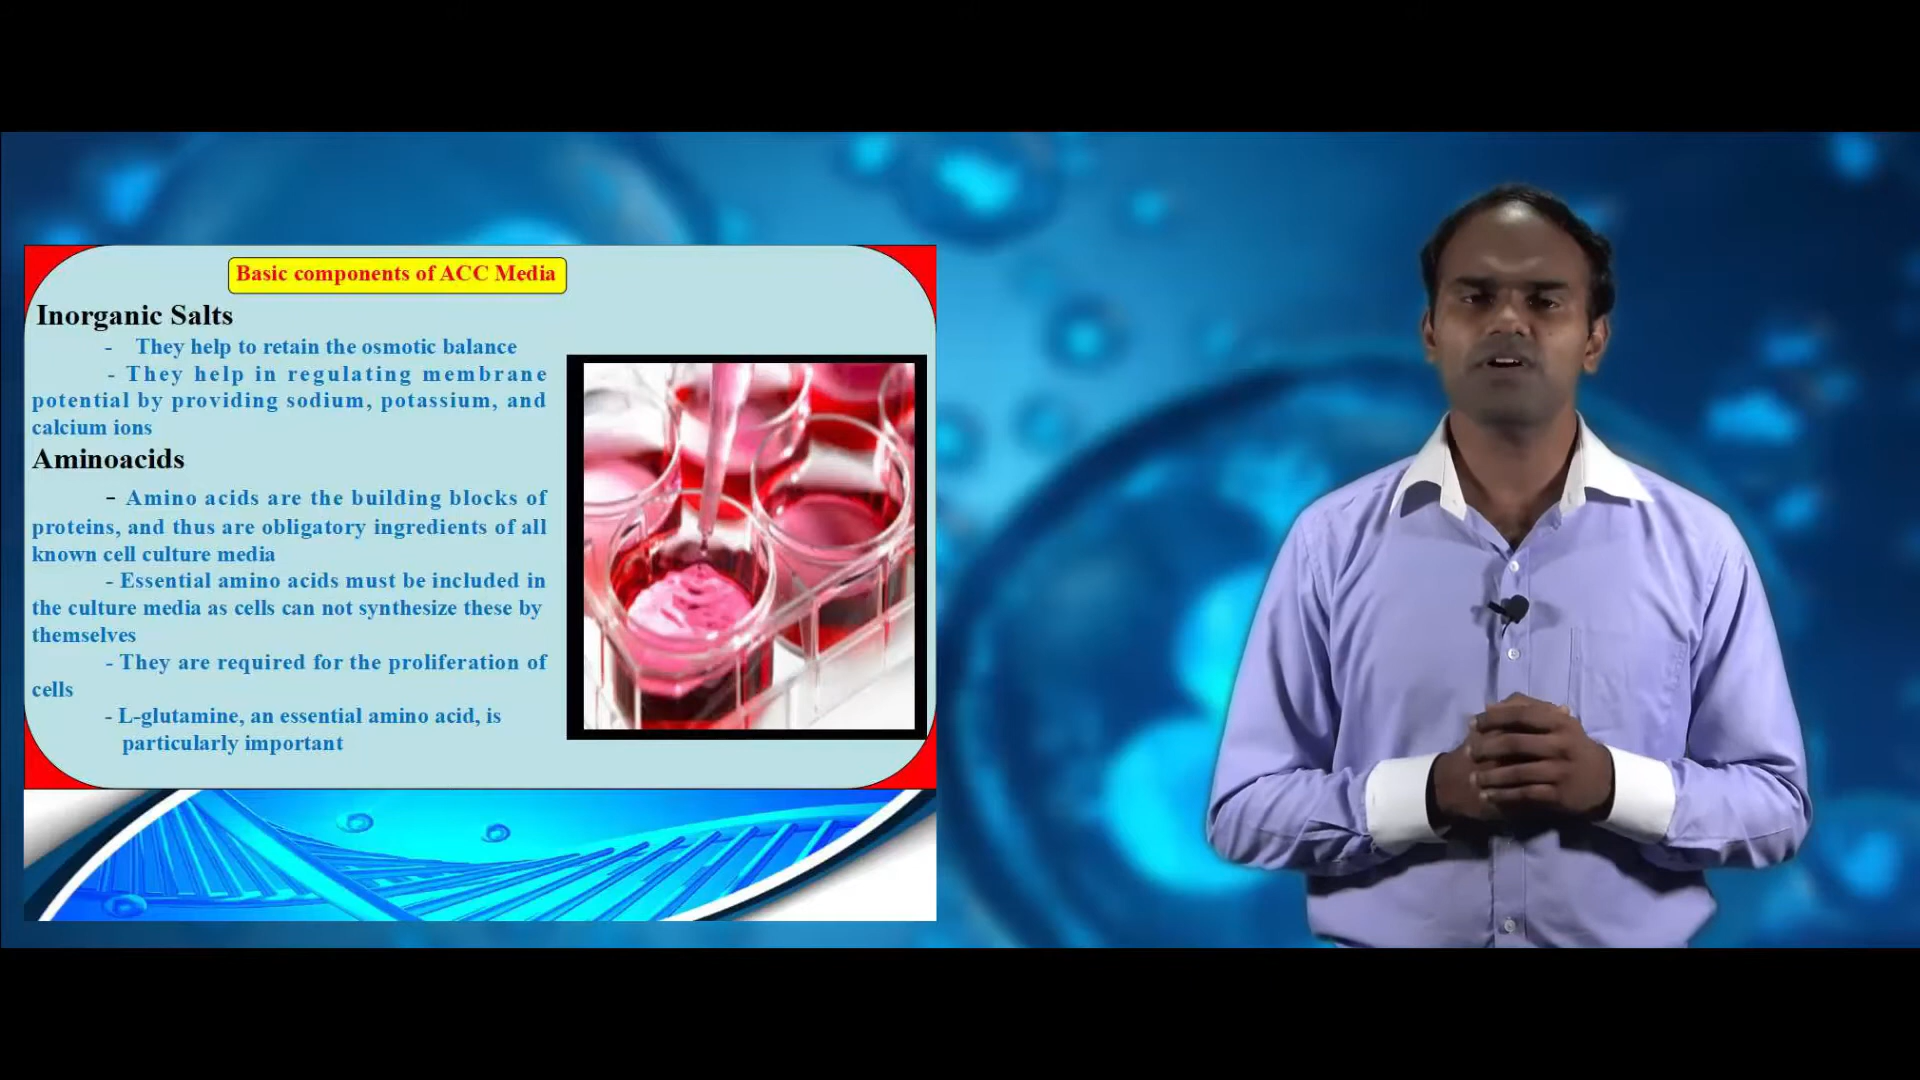 Basic components of ACC Media
Inorganic Salts
- They help to retain the osmotic balance
- They help in regulating membrane
potential by providing sodium, potassium, and
calcium ions
Aminoacids
- Amino acids are the building blocks of
proteins, and thus are obligatory ingredients of all
known cell culture media
- Essential amino acids must be included in
the culture media as cells can not synthesize these by
themselves
- They are required for the proliferation of
cells
- L-glutamine, an essential amino acid, is
particularly important